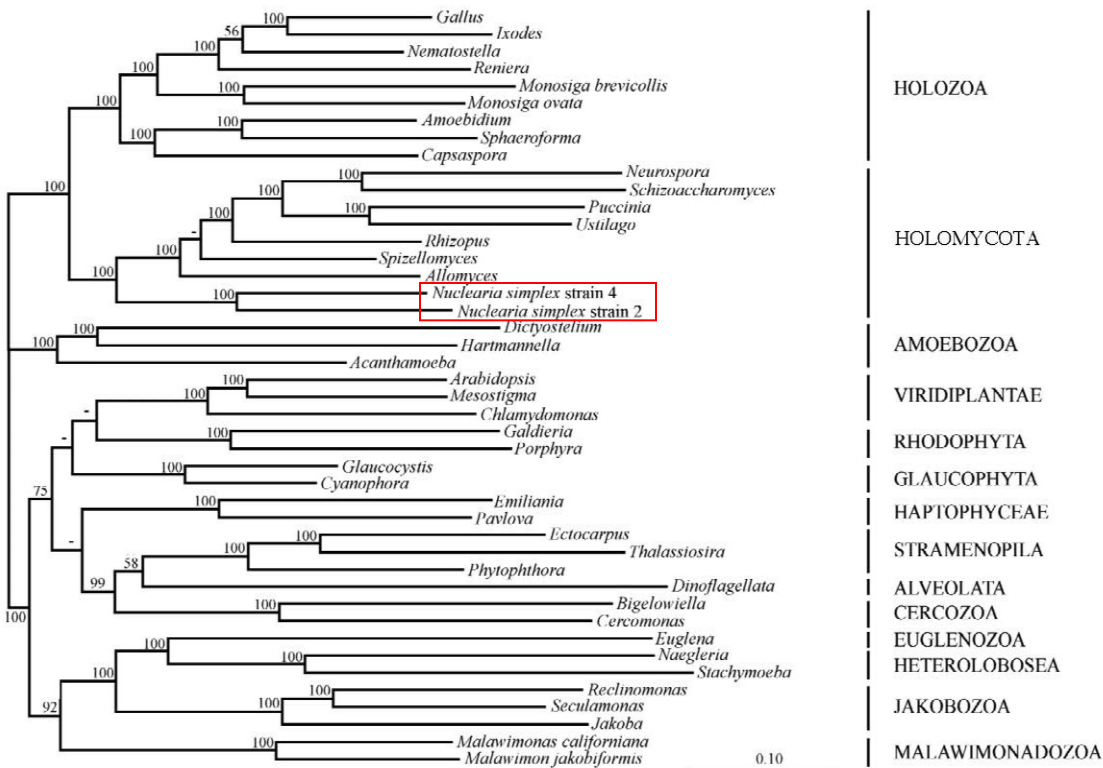 100
Gallus
56
Ixodes
100
Nematostella
100
Reniera
100
Monosiga brevicollis
HOLOZOA
100
Monosiga ovata
100
Amoebidium
100
Sphaeroforma
Capsaspora
100
Neurospora
100
Schizoaccharomyces
100
Puccinia
100
Ustilago
-
Rhizopus
HOLOMYCOTA
100
Spizellomyces
100
Allomyces
100
Nuclearia simplex strain 4
Nuclearia simplex strain 2
100
Dictyostelium
100
Hartmannella
AMOEBOZOA
Acanthamoeba
100
Arabidopsis
100
Mesostigma
VIRIDIPLANTAE
-
Chlamydomonas
100
Galdieria
RHODOPHYTA
-
Porphyra
100
Glaucocystis
GLAUCOPHYTA
75
Cyanophora
100
Emiliania
HAPTOPHYCEAE
Pavlova
100
Ectocarpus
-
100
Thalassiosira
STRAMENOPILA
58
Phytophthora
99
Dinoflagellata
ALVEOLATA
100
Bigelowiella
CERCOZOA
100
Cercomonas
100
Euglena
EUGLENOZOA
100
100
Naegleria
HETEROLOBOSEA
Stachymoeba
100
Reclinomonas
100
Seculamonas
JAKOBOZOA
92
Jakoba
100
Malawimonas californiana
Malawimon jakobiformis
MALAWIMONADOZOA
0.10